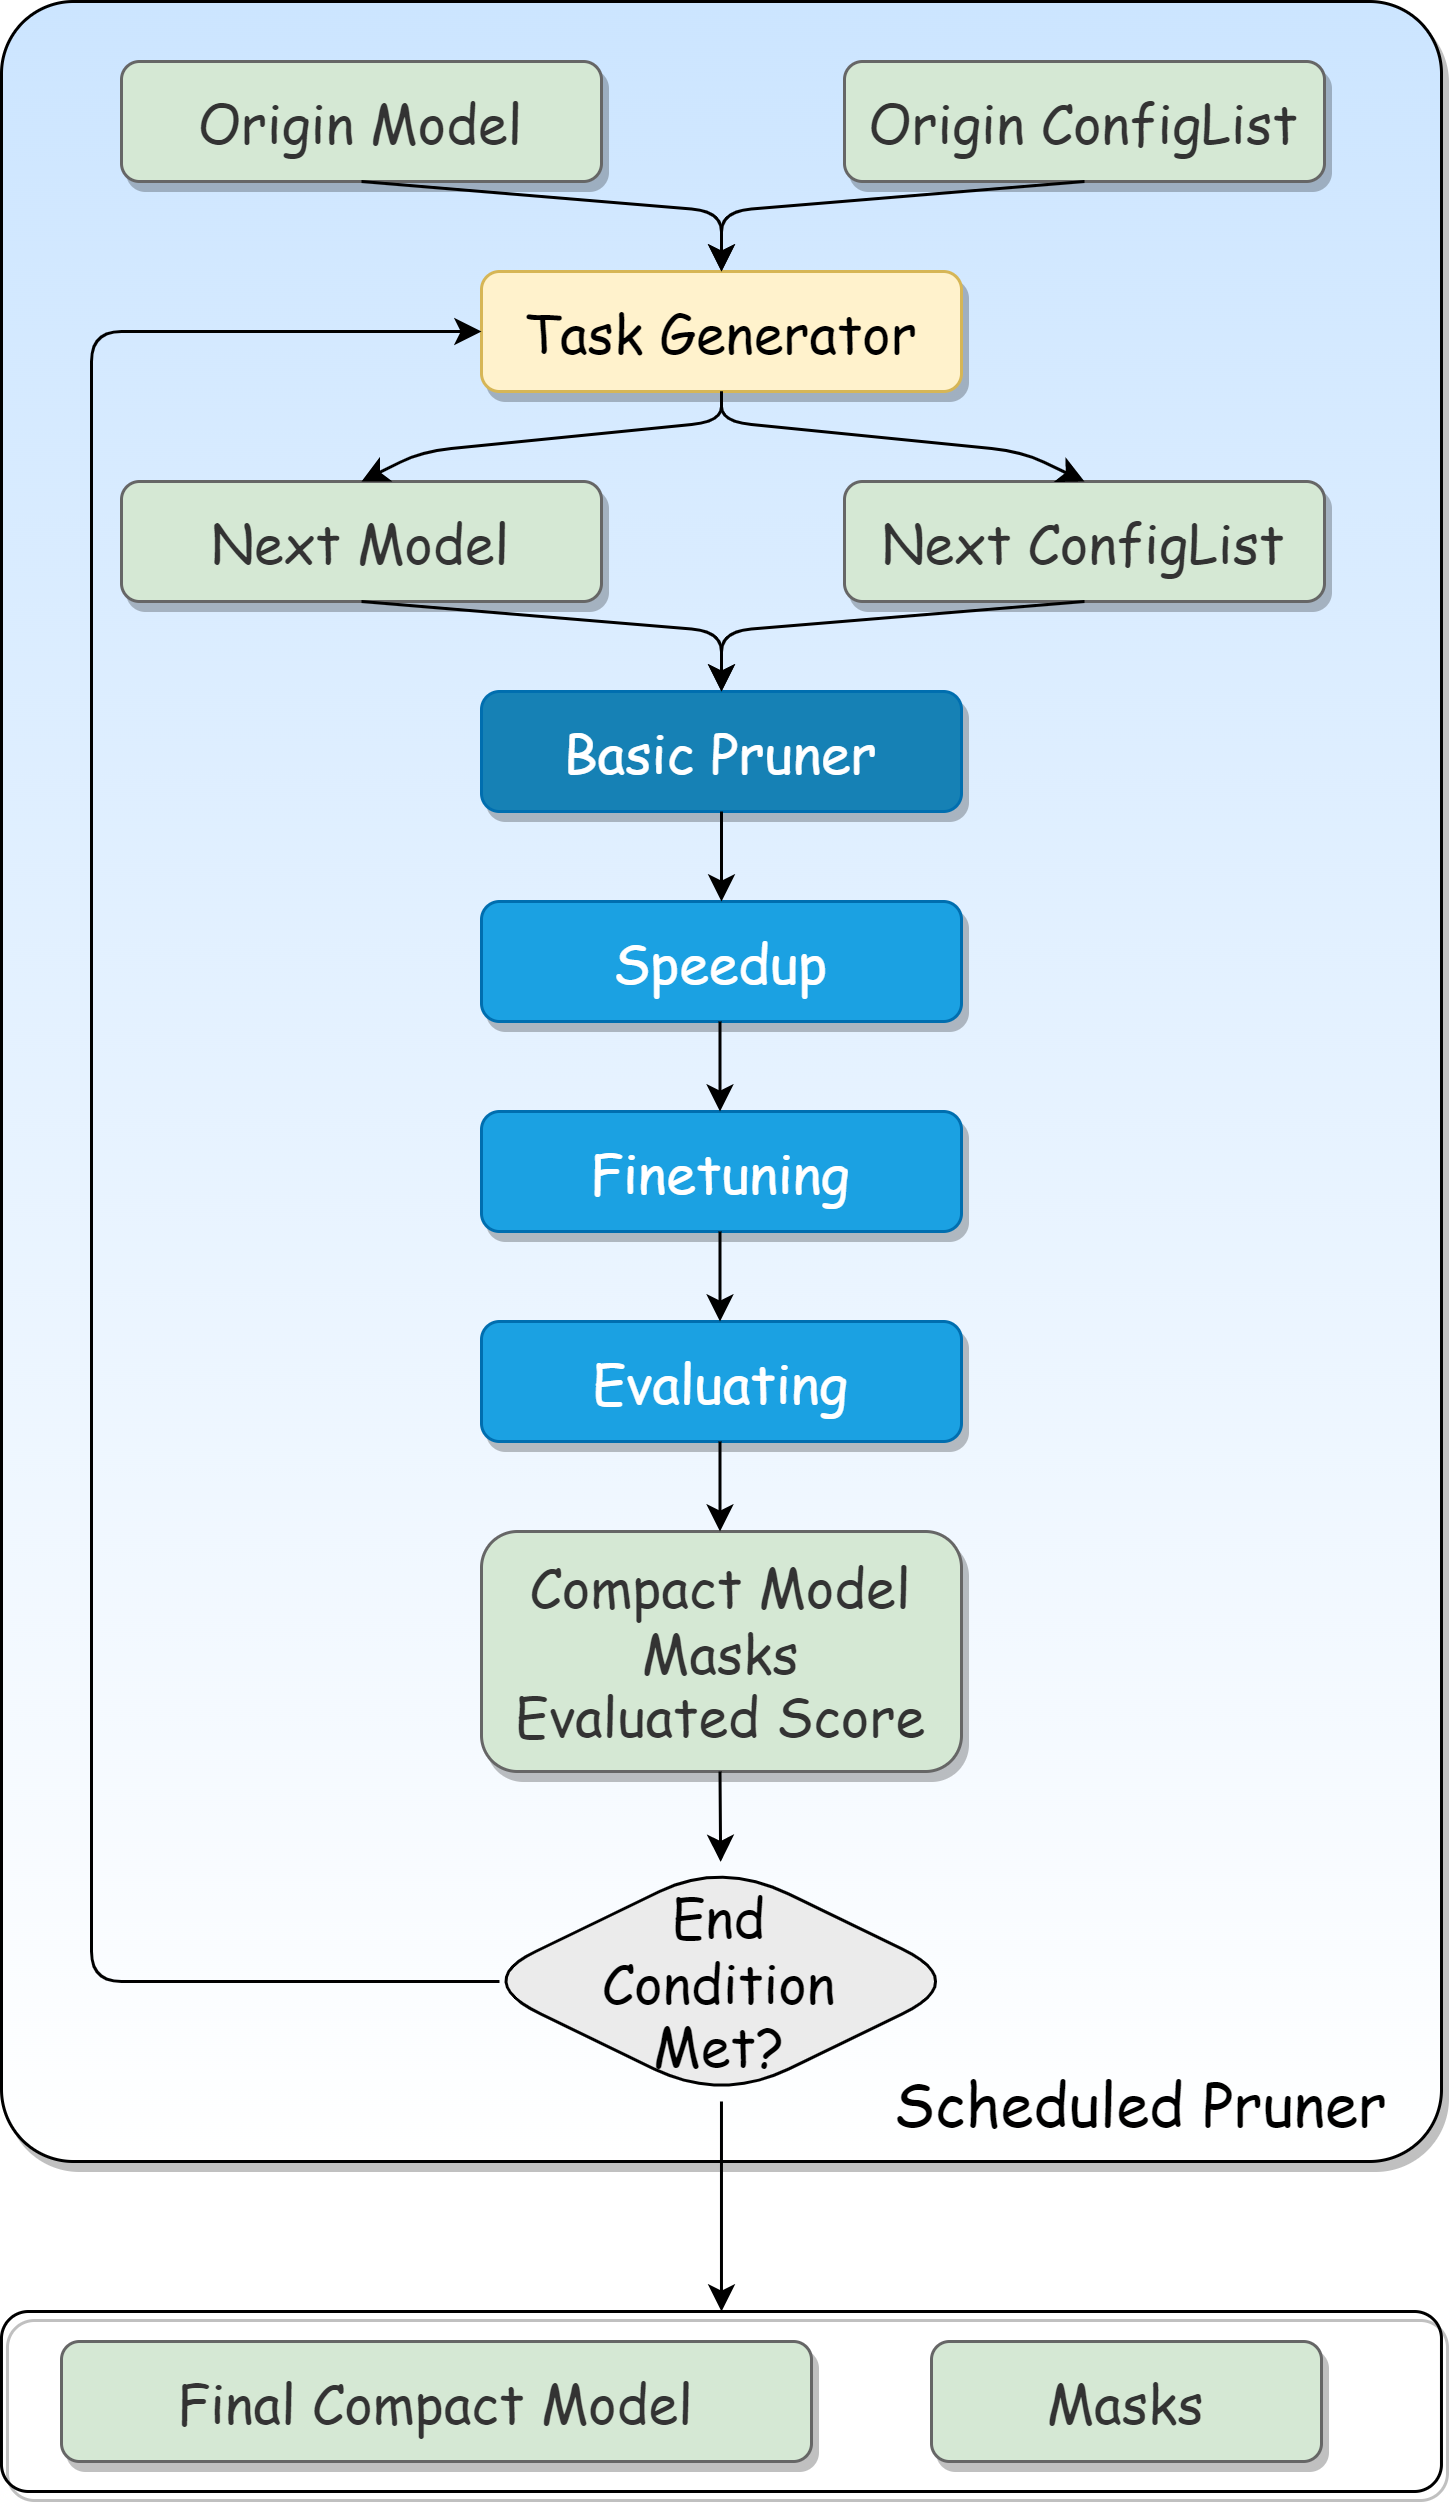 Origin Model
Origin ConfigList
Task Generator
Next Model
Next ConfigList
Basic Pruner
Speedup
Finetuning
Evaluating
Compact Model
Masks
Evaluated Score
End
Condition
Met?
Scheduled Pruner
Final Compact Model
Masks